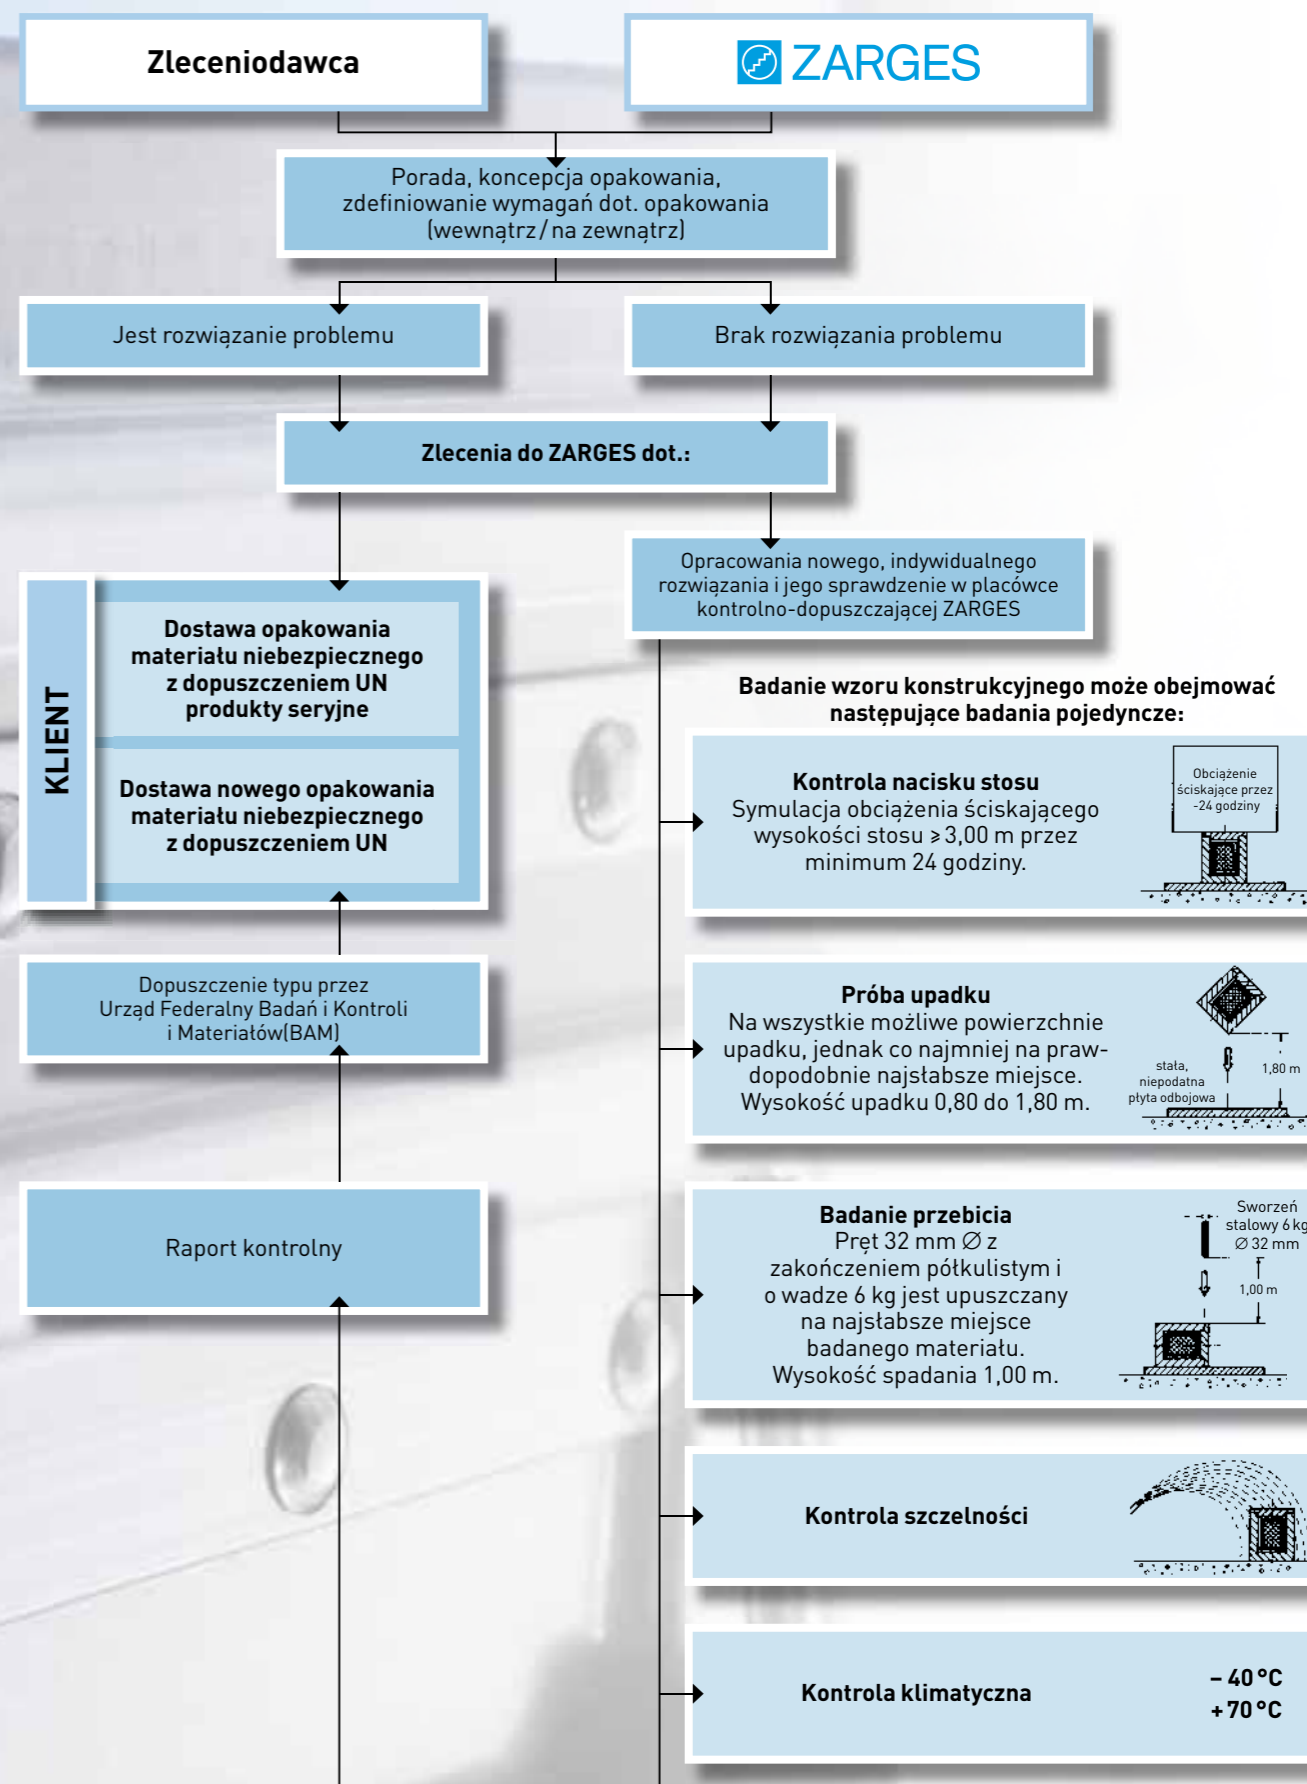 Zleceniodawca
ZARGES
Porada, koncepcja opakowania,
zdefiniowanie wymagań dot. opakowania
(wewnątrz / na zewnątrz)
Jest rozwiązanie problemu
Brak rozwiązania problemu
Zlecenia do ZARGES dot.:
Opracowania nowego, indywidualnego
rozwiązania i jego sprawdzenie w placówce
kontrolno-dopuszczającej ZARGES
KLIENT
Dostawa opakowania
materiału niebezpiecznego
z dopuszczeniem UN
produkty seryjne
Dostawa nowego opakowania
materiału niebezpiecznego
z dopuszczeniem UN
Dopuszczenie typu przez
Urząd Federalny Badań i Kontroli
i Materiałów(BAM)
Raport kontrolny
Badanie wzoru konstrukcyjnego może obejmować
następujące badania pojedyncze:
Kontrola nacisku stosu
Symulacja obciążenia ściskającego
wysokości stosu ≥ 3,00 m przez
minimum 24 godziny.
Obciążenie
ściskające przez
-24 godziny
Próba upadku
Na wszystkie możliwe powierzchnie
upadku, jednak co najmniej na praw-
dopodobnie najsłabsze miejsce.
Wysokość upadku 0,80 do 1,80 m.
stała,
niepodatna
płyta odbojowa
1,80 m
Badanie przebicia
Pręt 32 mm Ø z
zakończeniem półkulistym i
o wadze 6 kg jest upuszczany
na najsłabsze miejsce
badanego materiału.
Wysokość spadania 1,00 m.
Sworzeń
stalowy 6 kg
Ø 32 mm
1,00 m
Kontrola szczelności
Kontrola klimatyczna
– 40 °C
+ 70 °C